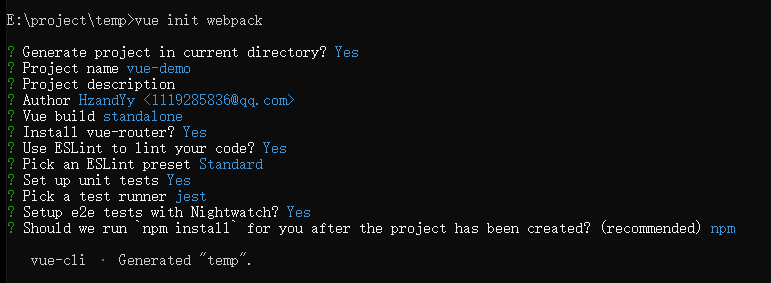 E:\project\temp>vue init webpack
? Generate project in current directory? Yes
? Project name vue-demo
? Project description
? Author HzandYy <1119285836@qq.com>
? Vue build standalone
? Install vue-router? Yes
? Use ESLint to lint your code? Yes
? Pick an ESLint preset Standard
? Set up unit tests Yes
? Pick a test runner jest
? Setup e2e tests with Nightwatch? Yes
? Should we run `npm install` for you after the project has been created? (recommended) npm
vue-cli · Generated "temp".